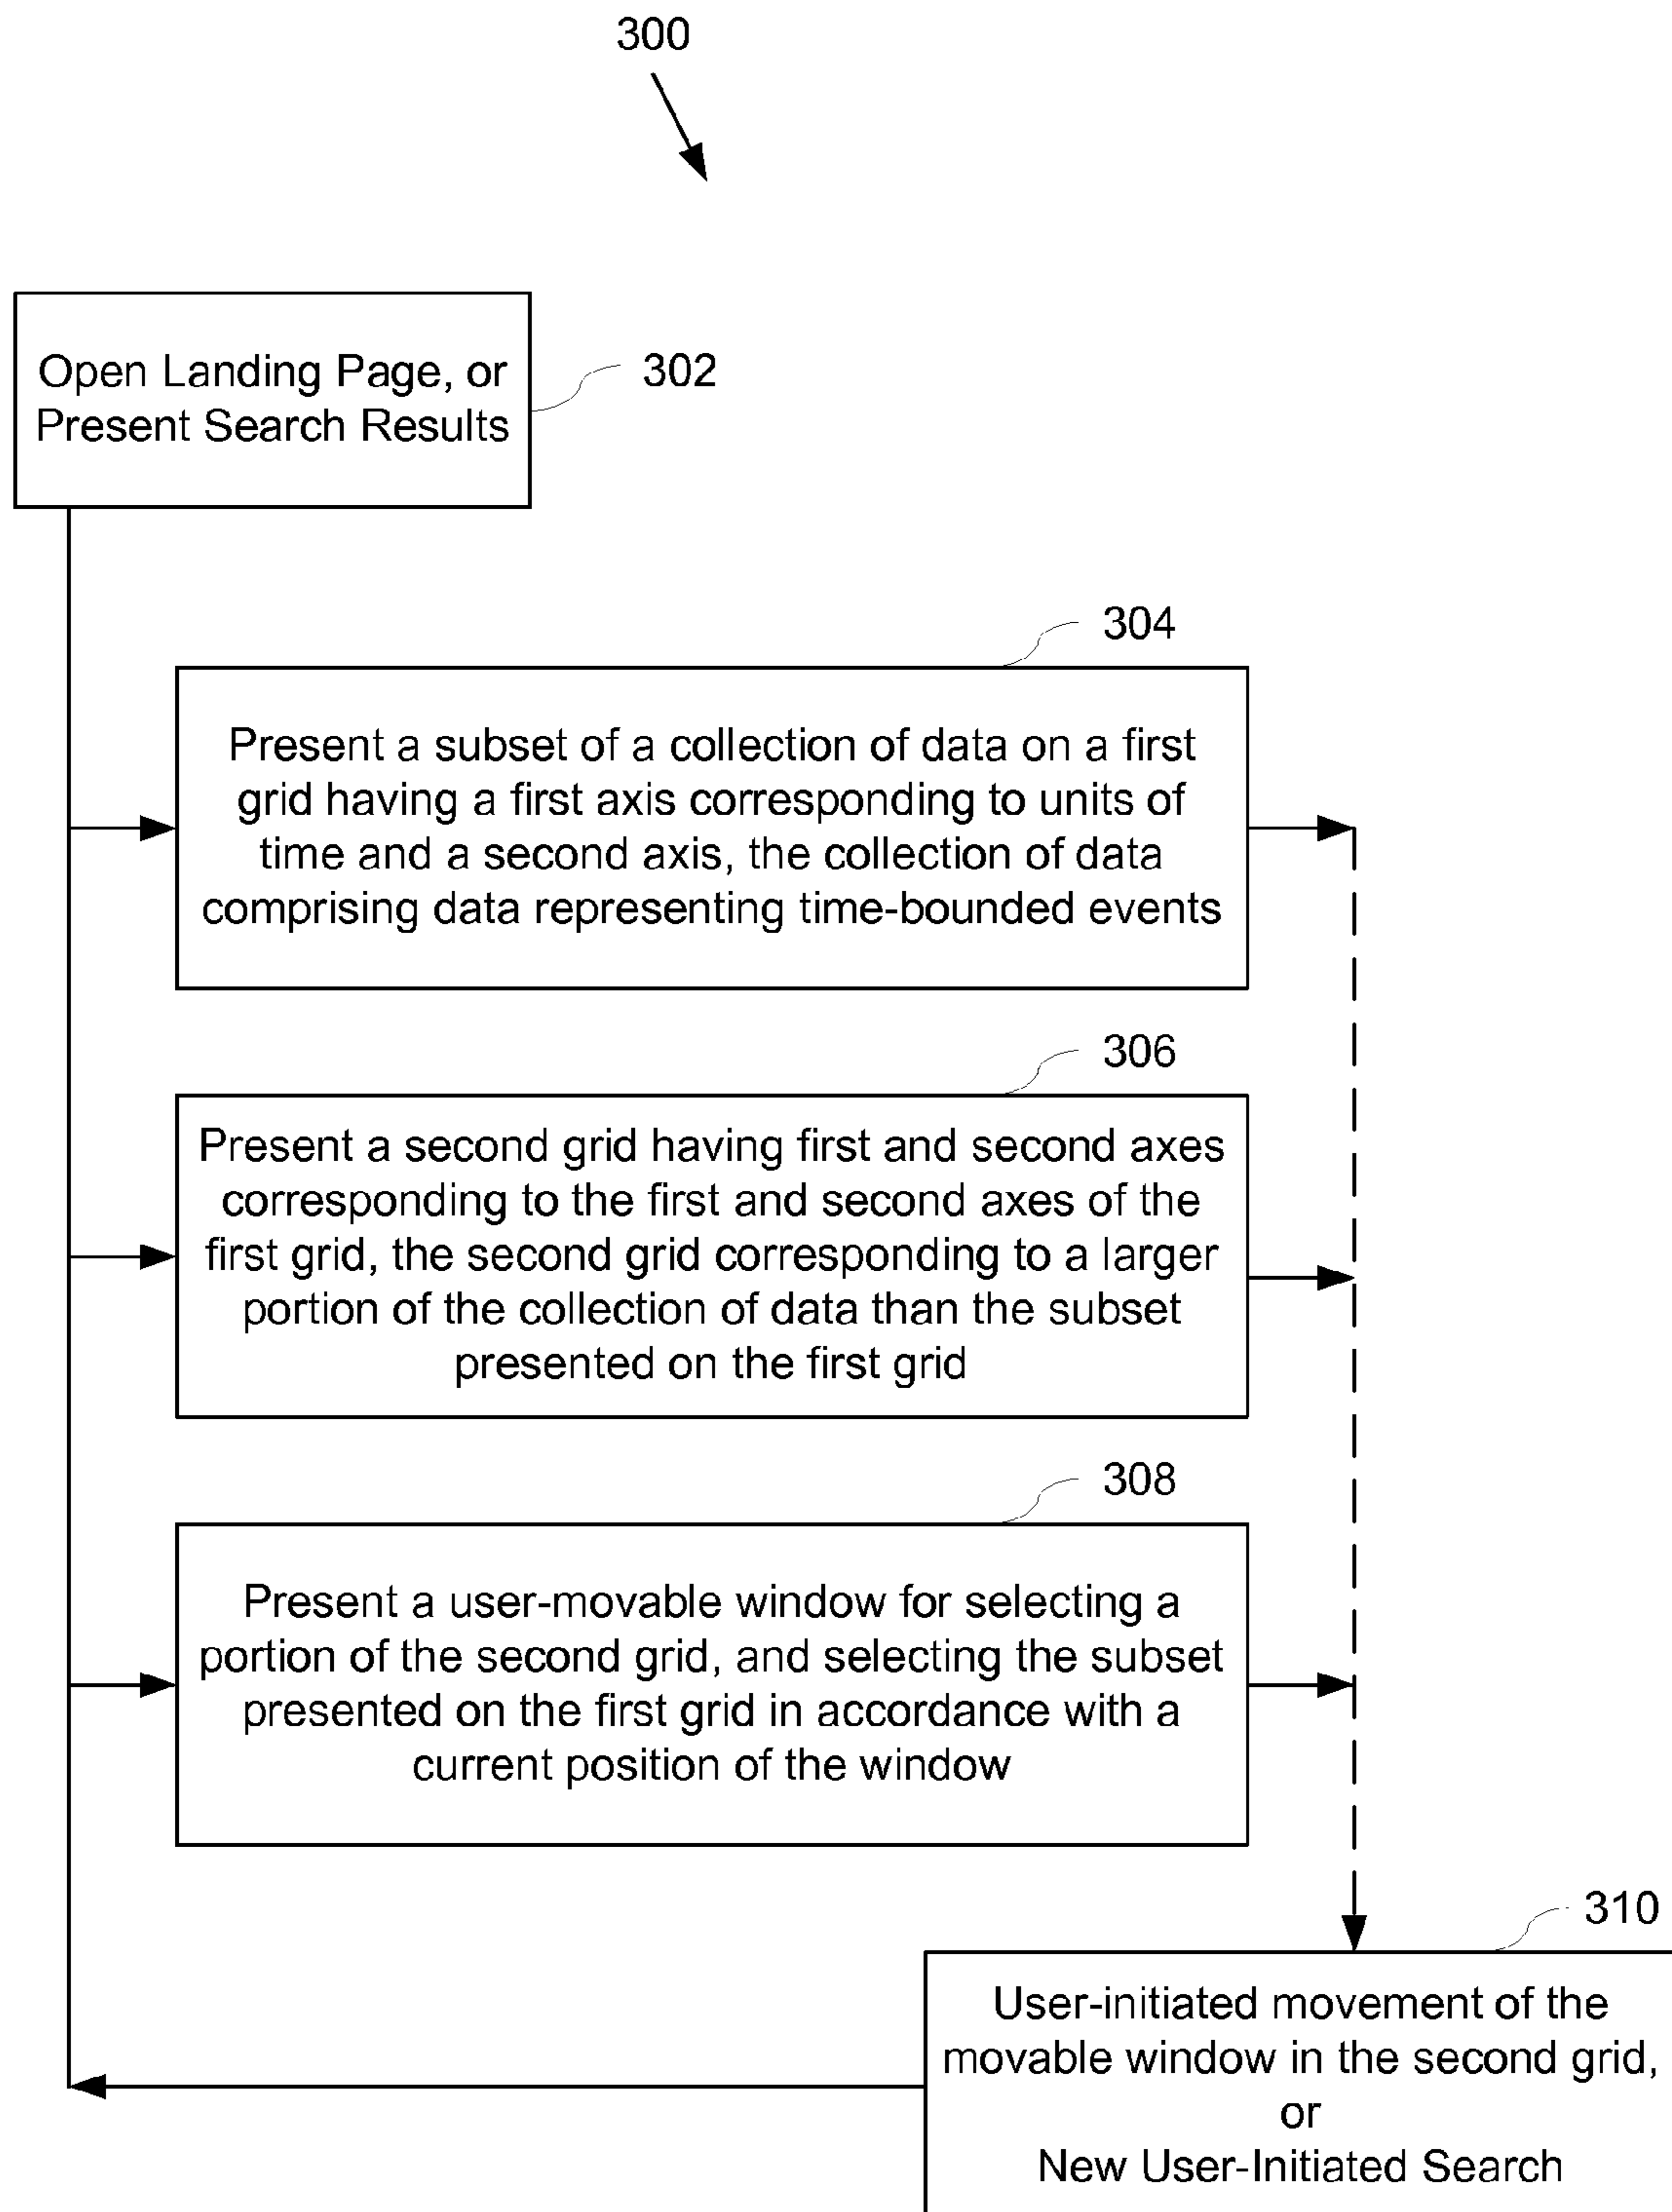 300
Open Landing Page, or
Present Search Results
302
304
Present a subset of a collection of data on a first
grid having a first axis corresponding to units of
time and a second axis, the collection of data
comprising data representing time-bounded events
306
Present a second grid having first and second axes
corresponding to the first and second axes of the
first grid, the second grid corresponding to a larger
portion of the collection of data than the subset
presented on the first grid
308
Present a user-movable window for selecting a
portion of the second grid, and selecting the subset
presented on the first grid in accordance with a
current position of the window
310
User-initiated movement of the
movable window in the second grid,
or
New User-Initiated Search